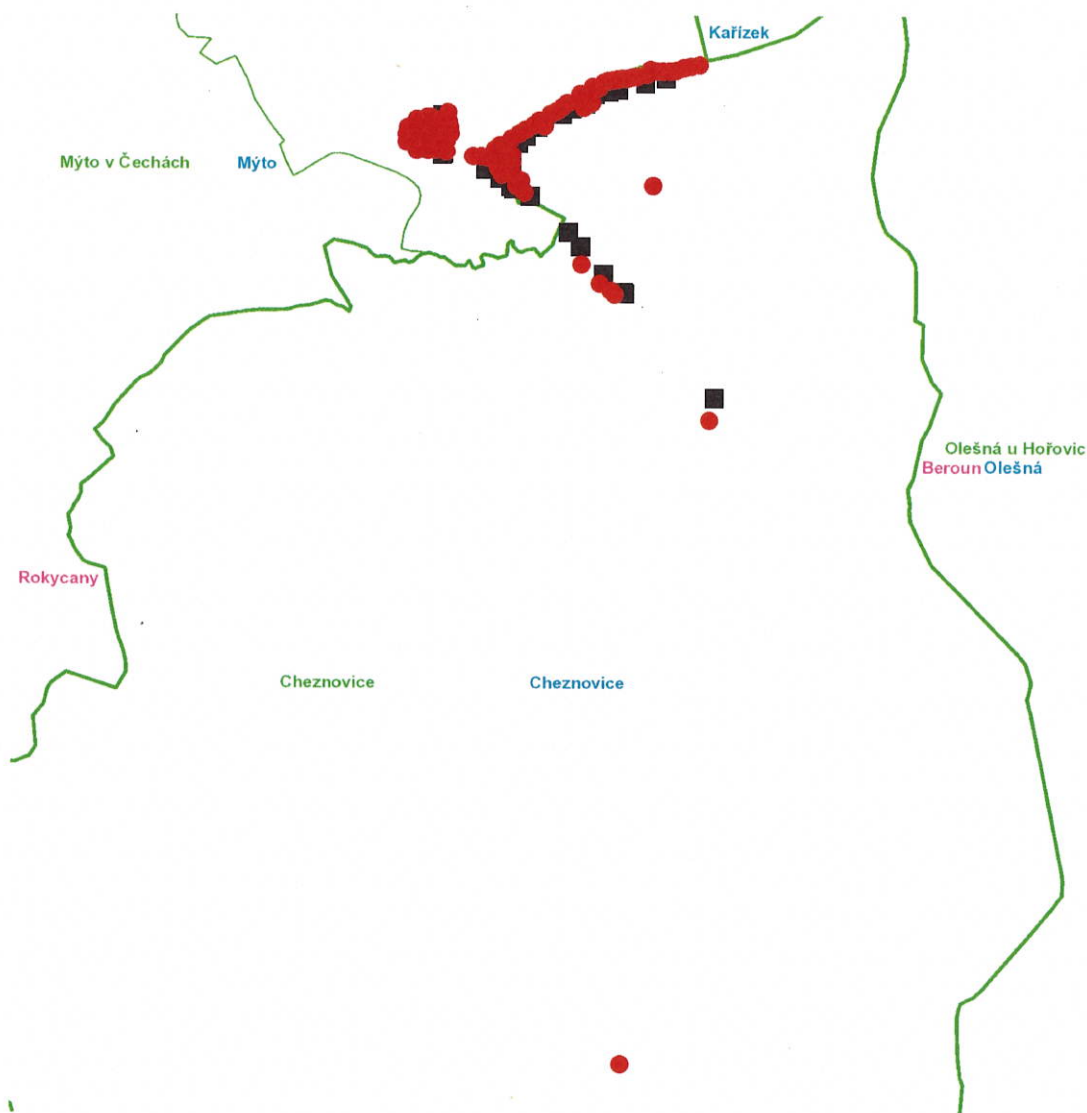 Kařízek
Mýto v Čechách Mýto
Olešná u Hořovic
Beroun Olešná
Rokycany
Cheznovice Cheznovice